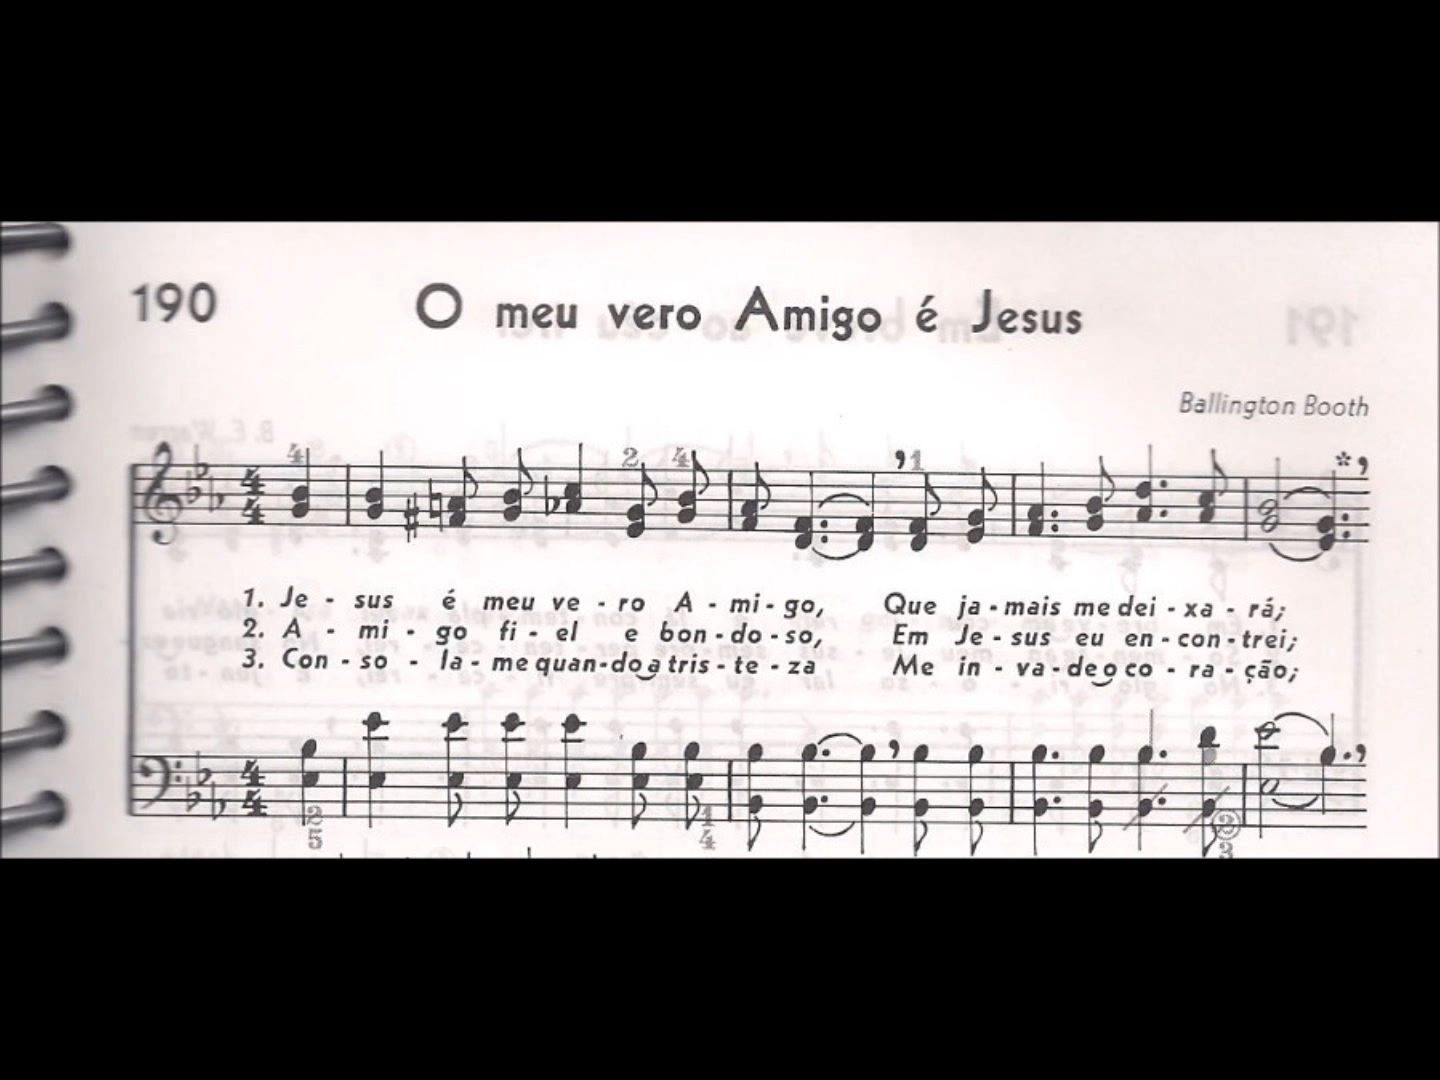 190 O meu vero Amigo é Jesus
Ballington Booth
1. Je - sus é meu ve - ro A - mi - go, Que ja - mais me dei - xa - rá;
2. A - mi - go fi - el e bon - do - so, Em Je - sus eu en - con - trei;
3. Con - so - la - me quan - do a tris - te - za Me in - va - de o co - ra - ção;